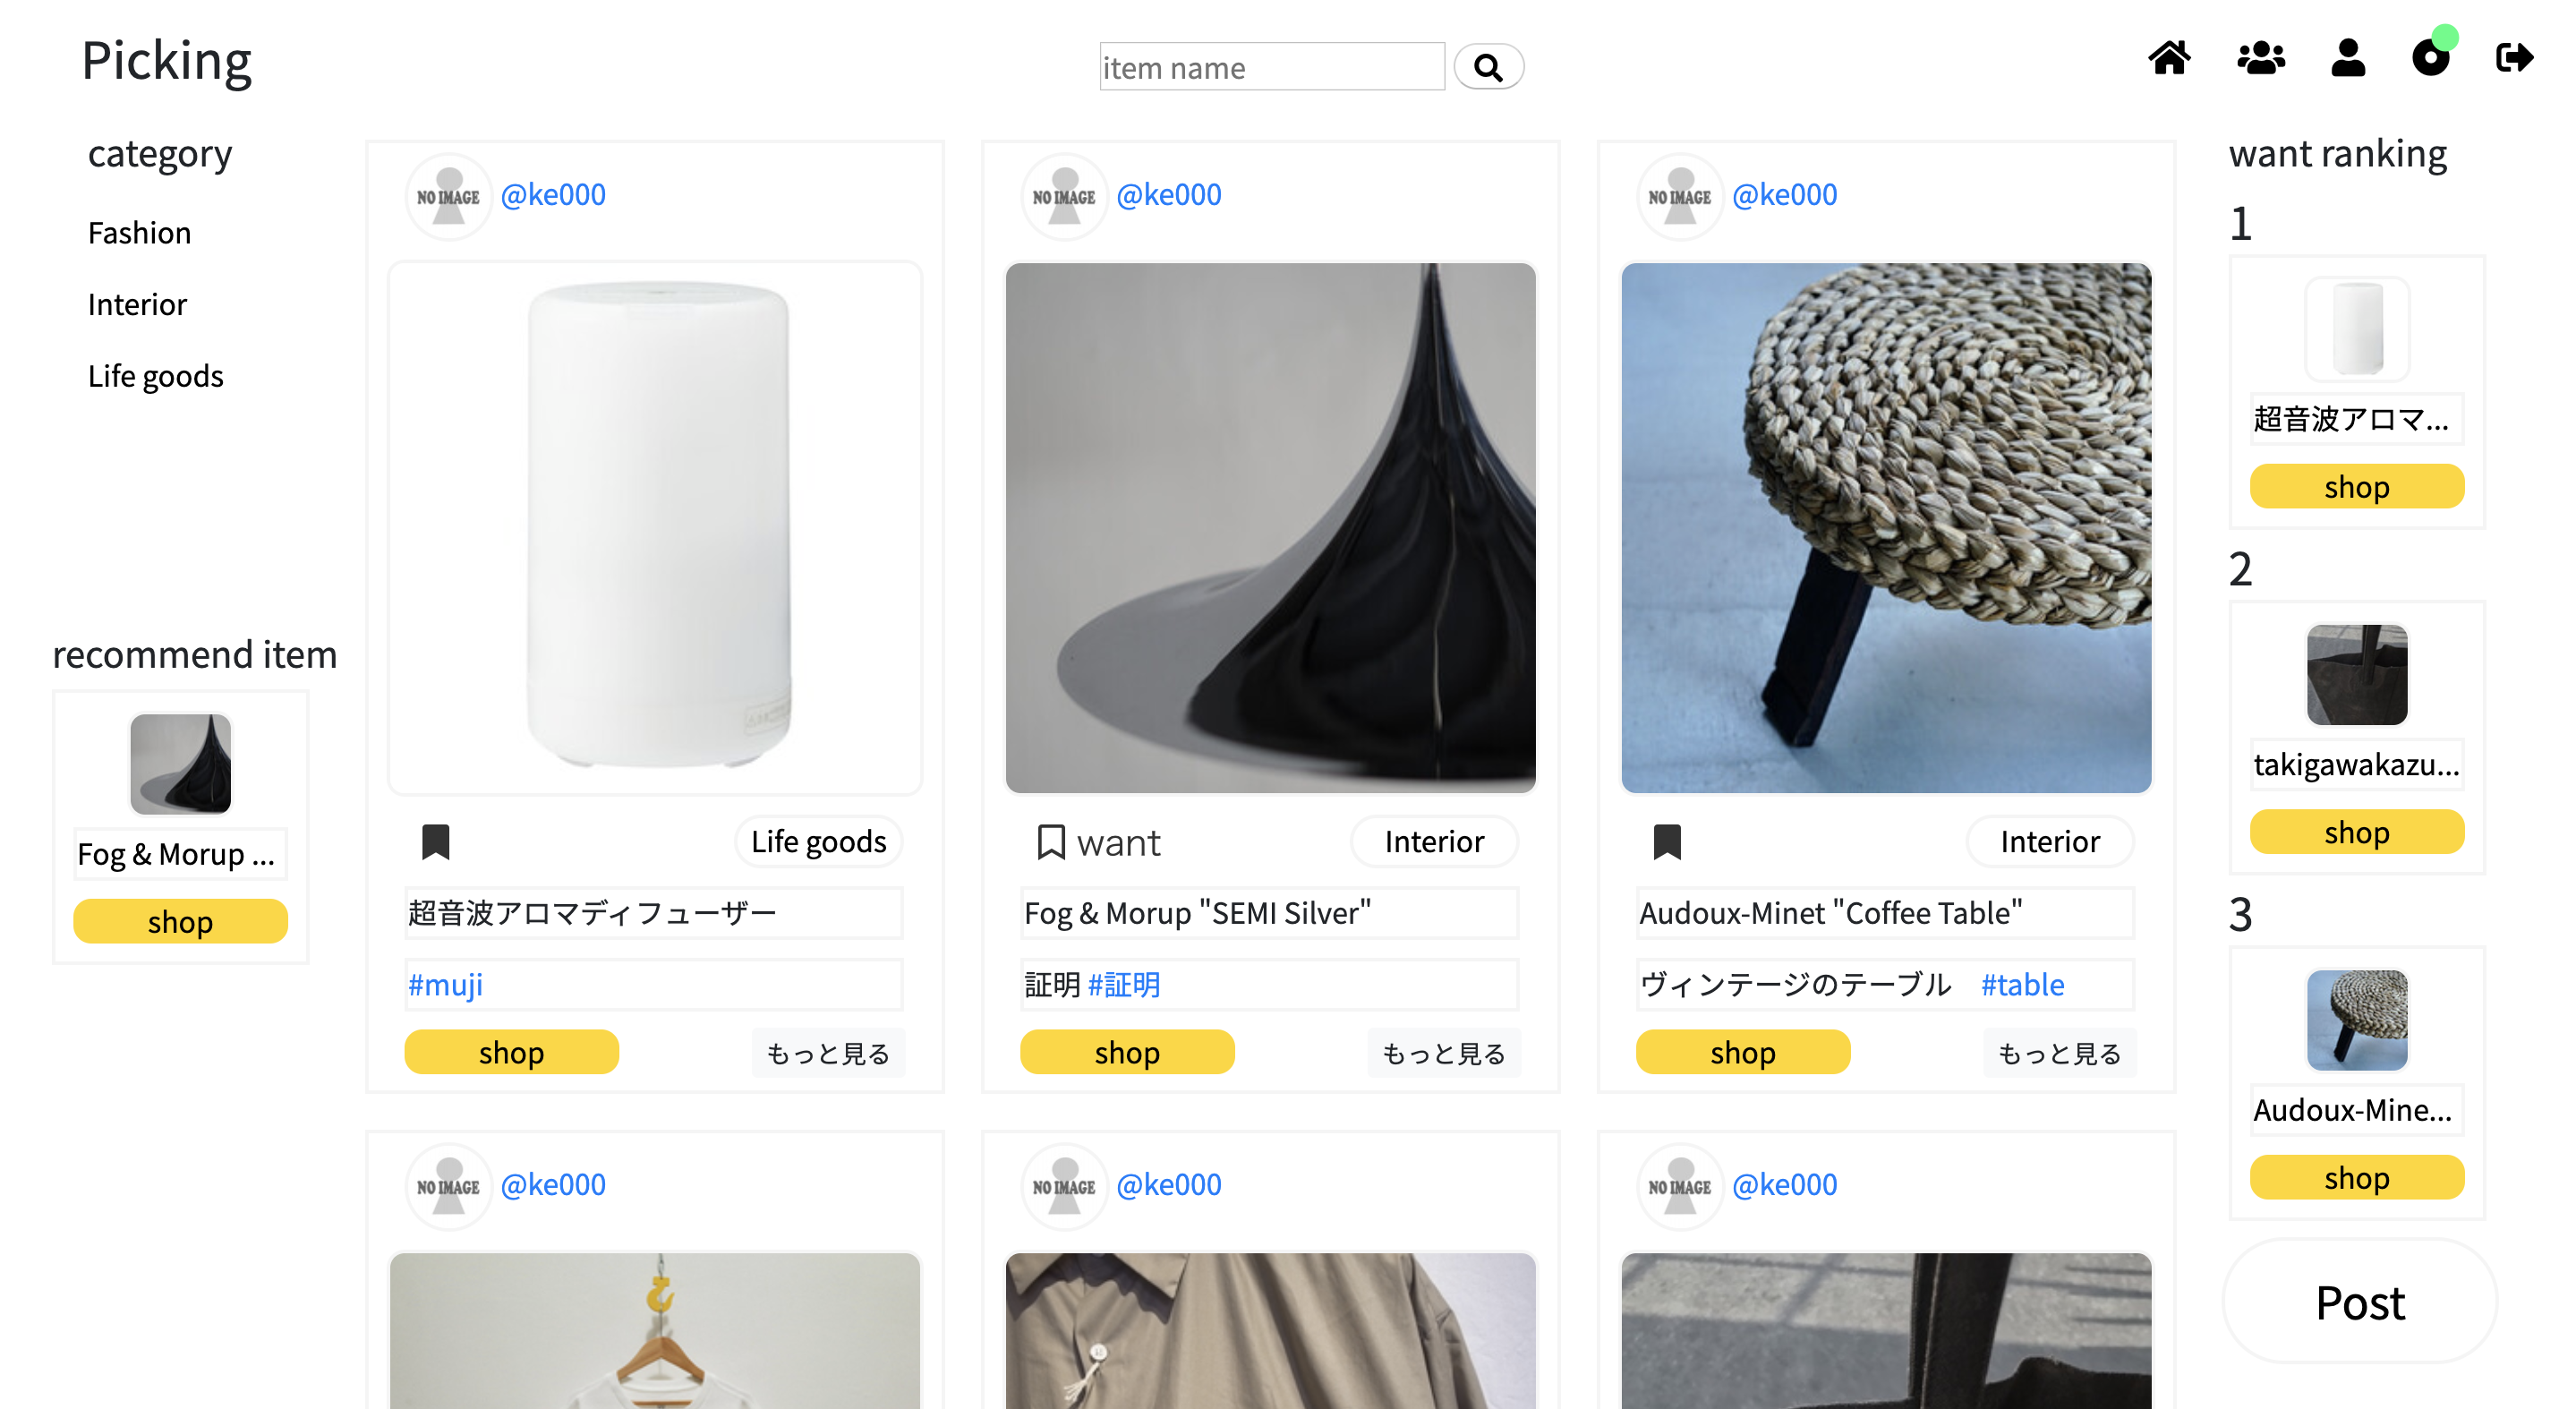 Picking
item name
category
Fashion
Interior
Life goods
recommend item
Fog & Morup ...
shop
NO IMAGE @ke000
Life goods
超音波アロマディフューザー
#muji
shop もっと見る
NO IMAGE @ke000
want Interior
Fog & Morup "SEMI Silver"
証明 #証明
shop もっと見る
NO IMAGE @ke000
Interior
Audoux-Minet "Coffee Table"
ヴィンテージのテーブル　#table
shop もっと見る
NO IMAGE @ke000
NO IMAGE @ke000
NO IMAGE @ke000
want ranking
1
超音波アロマ...
shop
2
takigawakazu...
shop
3
Audoux-Mine...
shop
Post